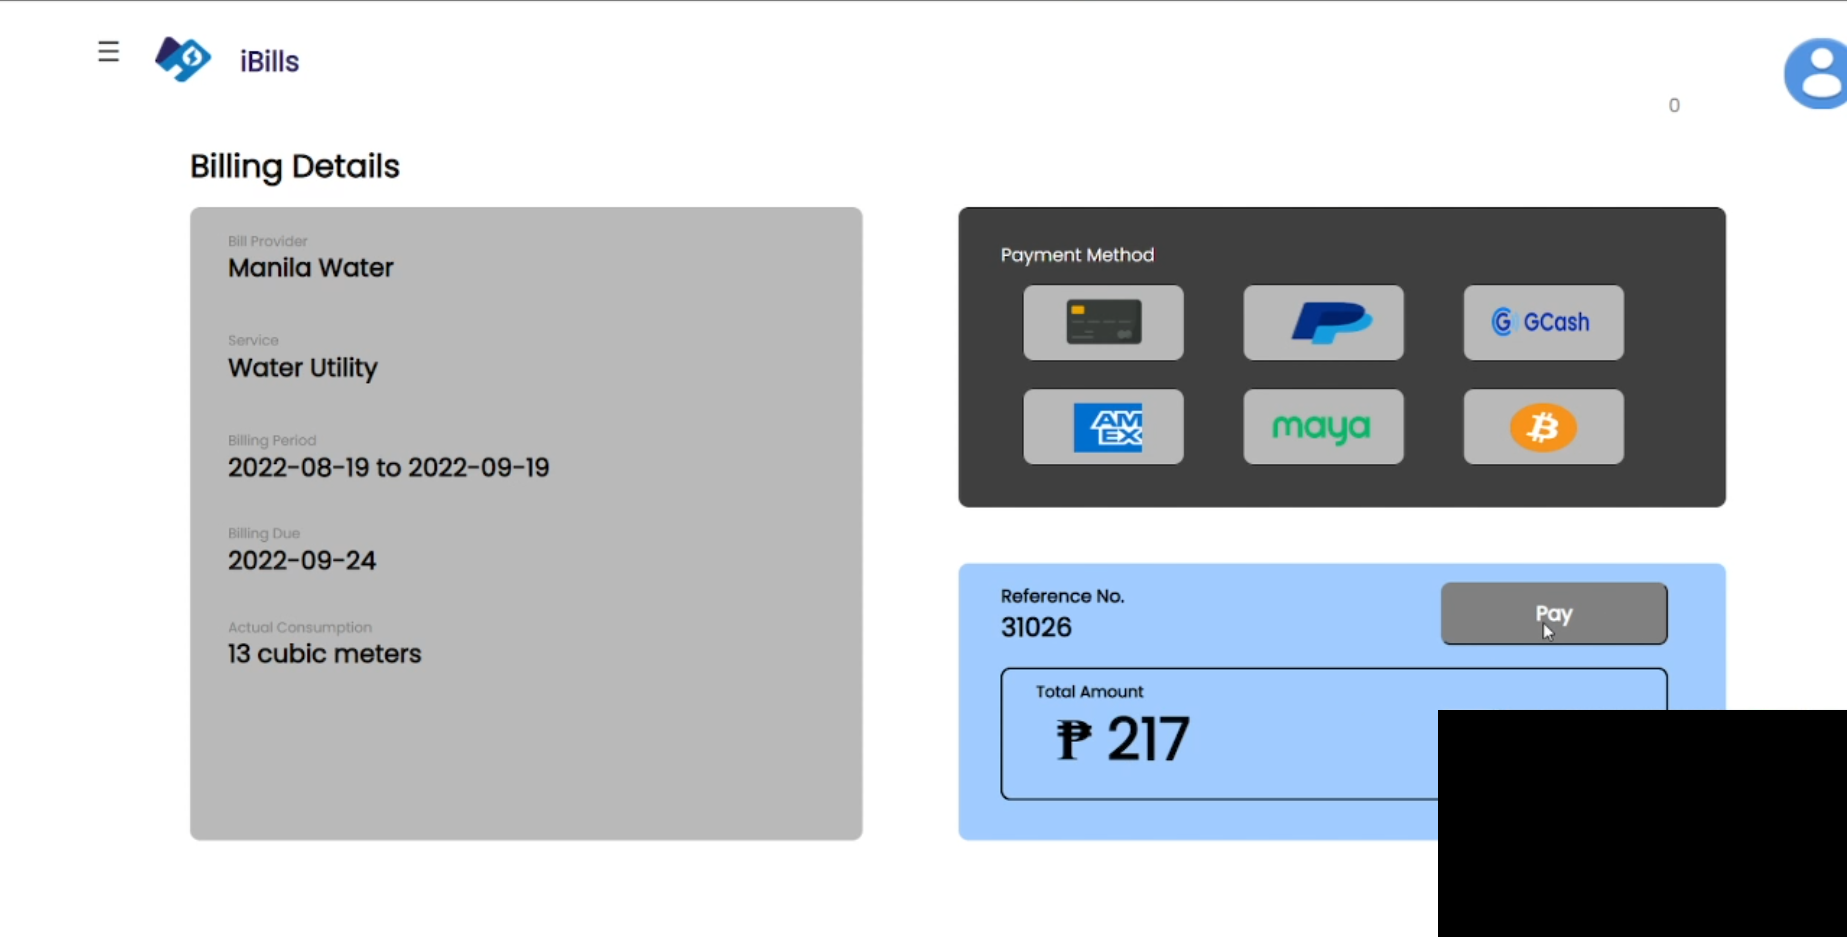 ☰ iBills
0
Billing Details
Bill Provider
Manila Water
Service
Water Utility
Billing Period
2022-08-19 to 2022-09-19
Billing Due
2022-09-24
Actual Consumption
13 cubic meters
Payment Method
GCash
AM
EX
maya
Reference No.
31026
Pay
Total Amount
₱ 217